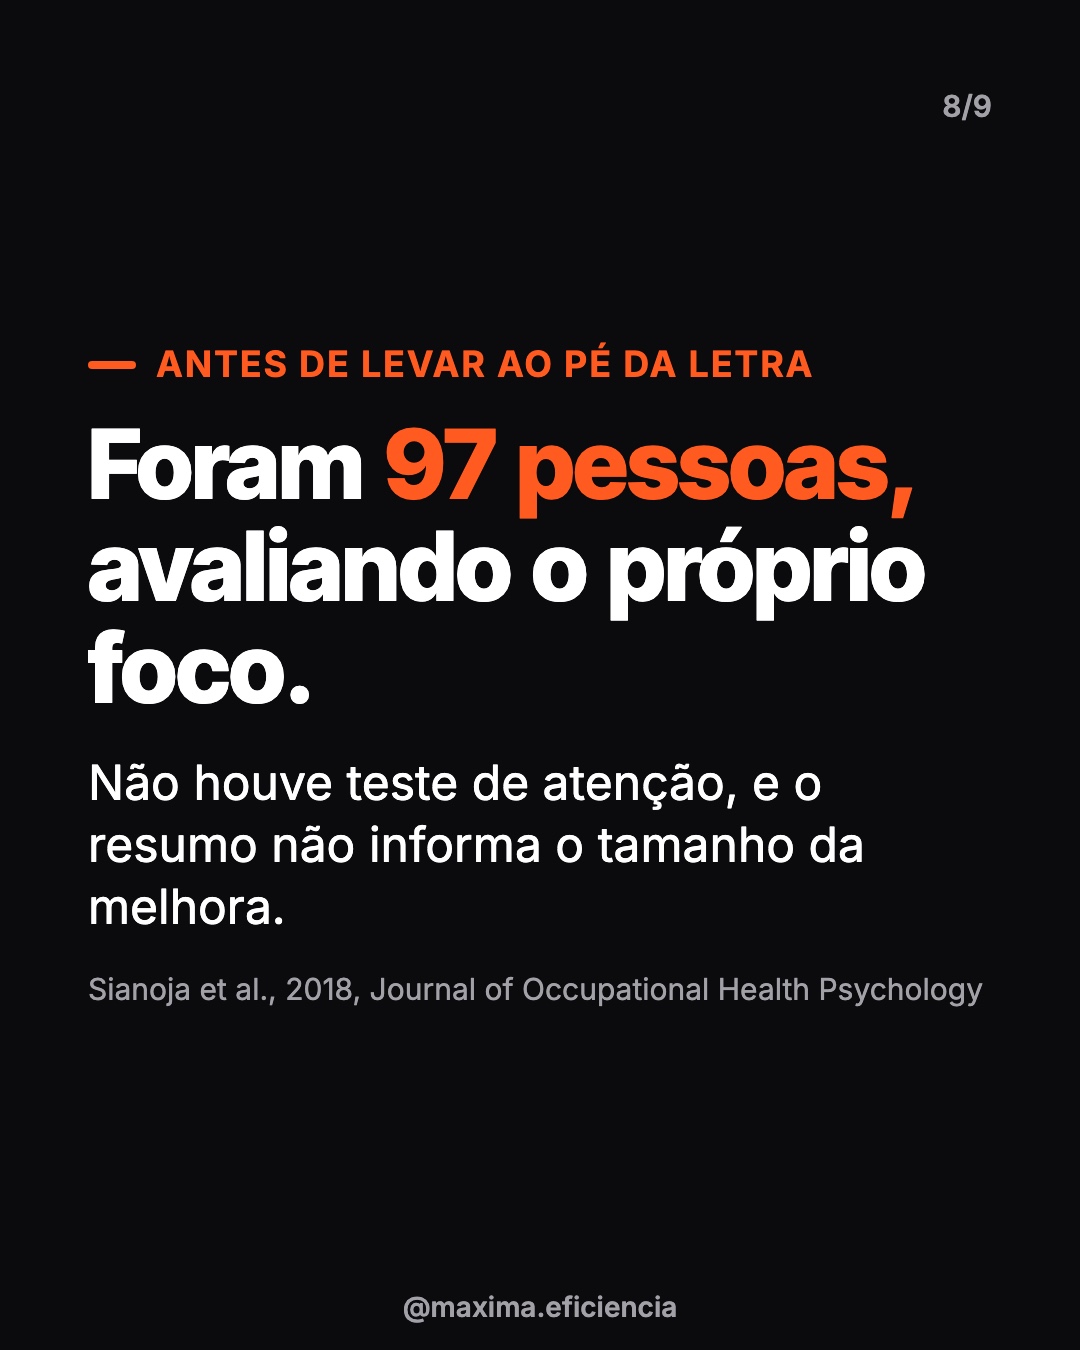 8/9
ANTES DE LEVAR AO PÉ DA LETRA
Foram 97 pessoas,
avaliando o próprio
foco.
Não houve teste de atenção, e o
resumo não informa o tamanho da
melhora.
Sianoja et al., 2018, Journal of Occupational Health Psychology
@maxima.eficiencia